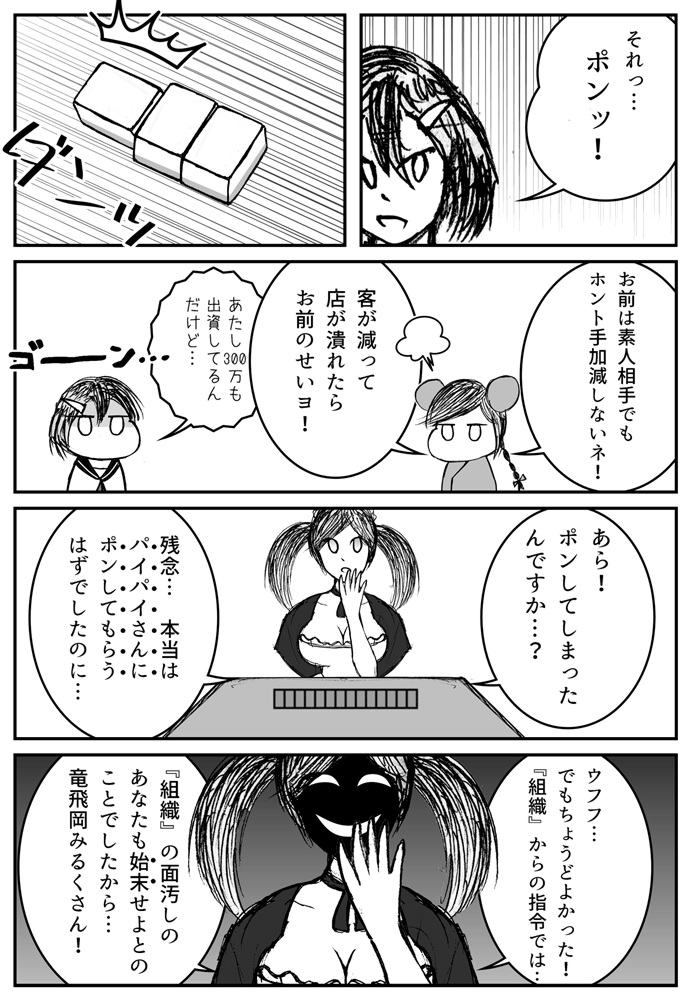 それっ…
ポンッ！
ダーッ
お前は素人相手でも
ホント手加減しないネ！
客が減って
店が潰れたら
お前のせいヨ！
あたし300万も
出資してるん
だけど…
ゴーン…
あら！
ポンしてしまった
んですか…？
残念… 本当は
パイパイさんに
ポンしてもらう
はずでしたのに…
ウフフ…
でもちょうどよかった！
『組織』からの指令では…
『組織』の面汚しの
あなたも始末せよとの
ことでしたから…
竜飛岡みるくさん！